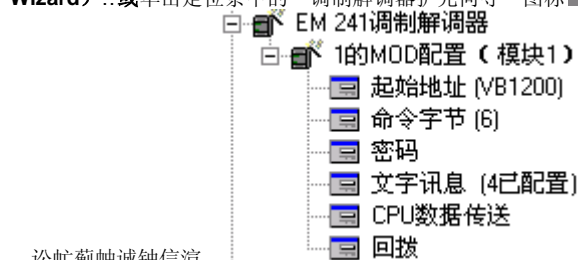 EM 241调制解调器
1的MOD配置（模块1）
起始地址 (VB1200)
命令字节 (6)
密码
文字讯息 (4已配置)
CPU数据传送
回拨